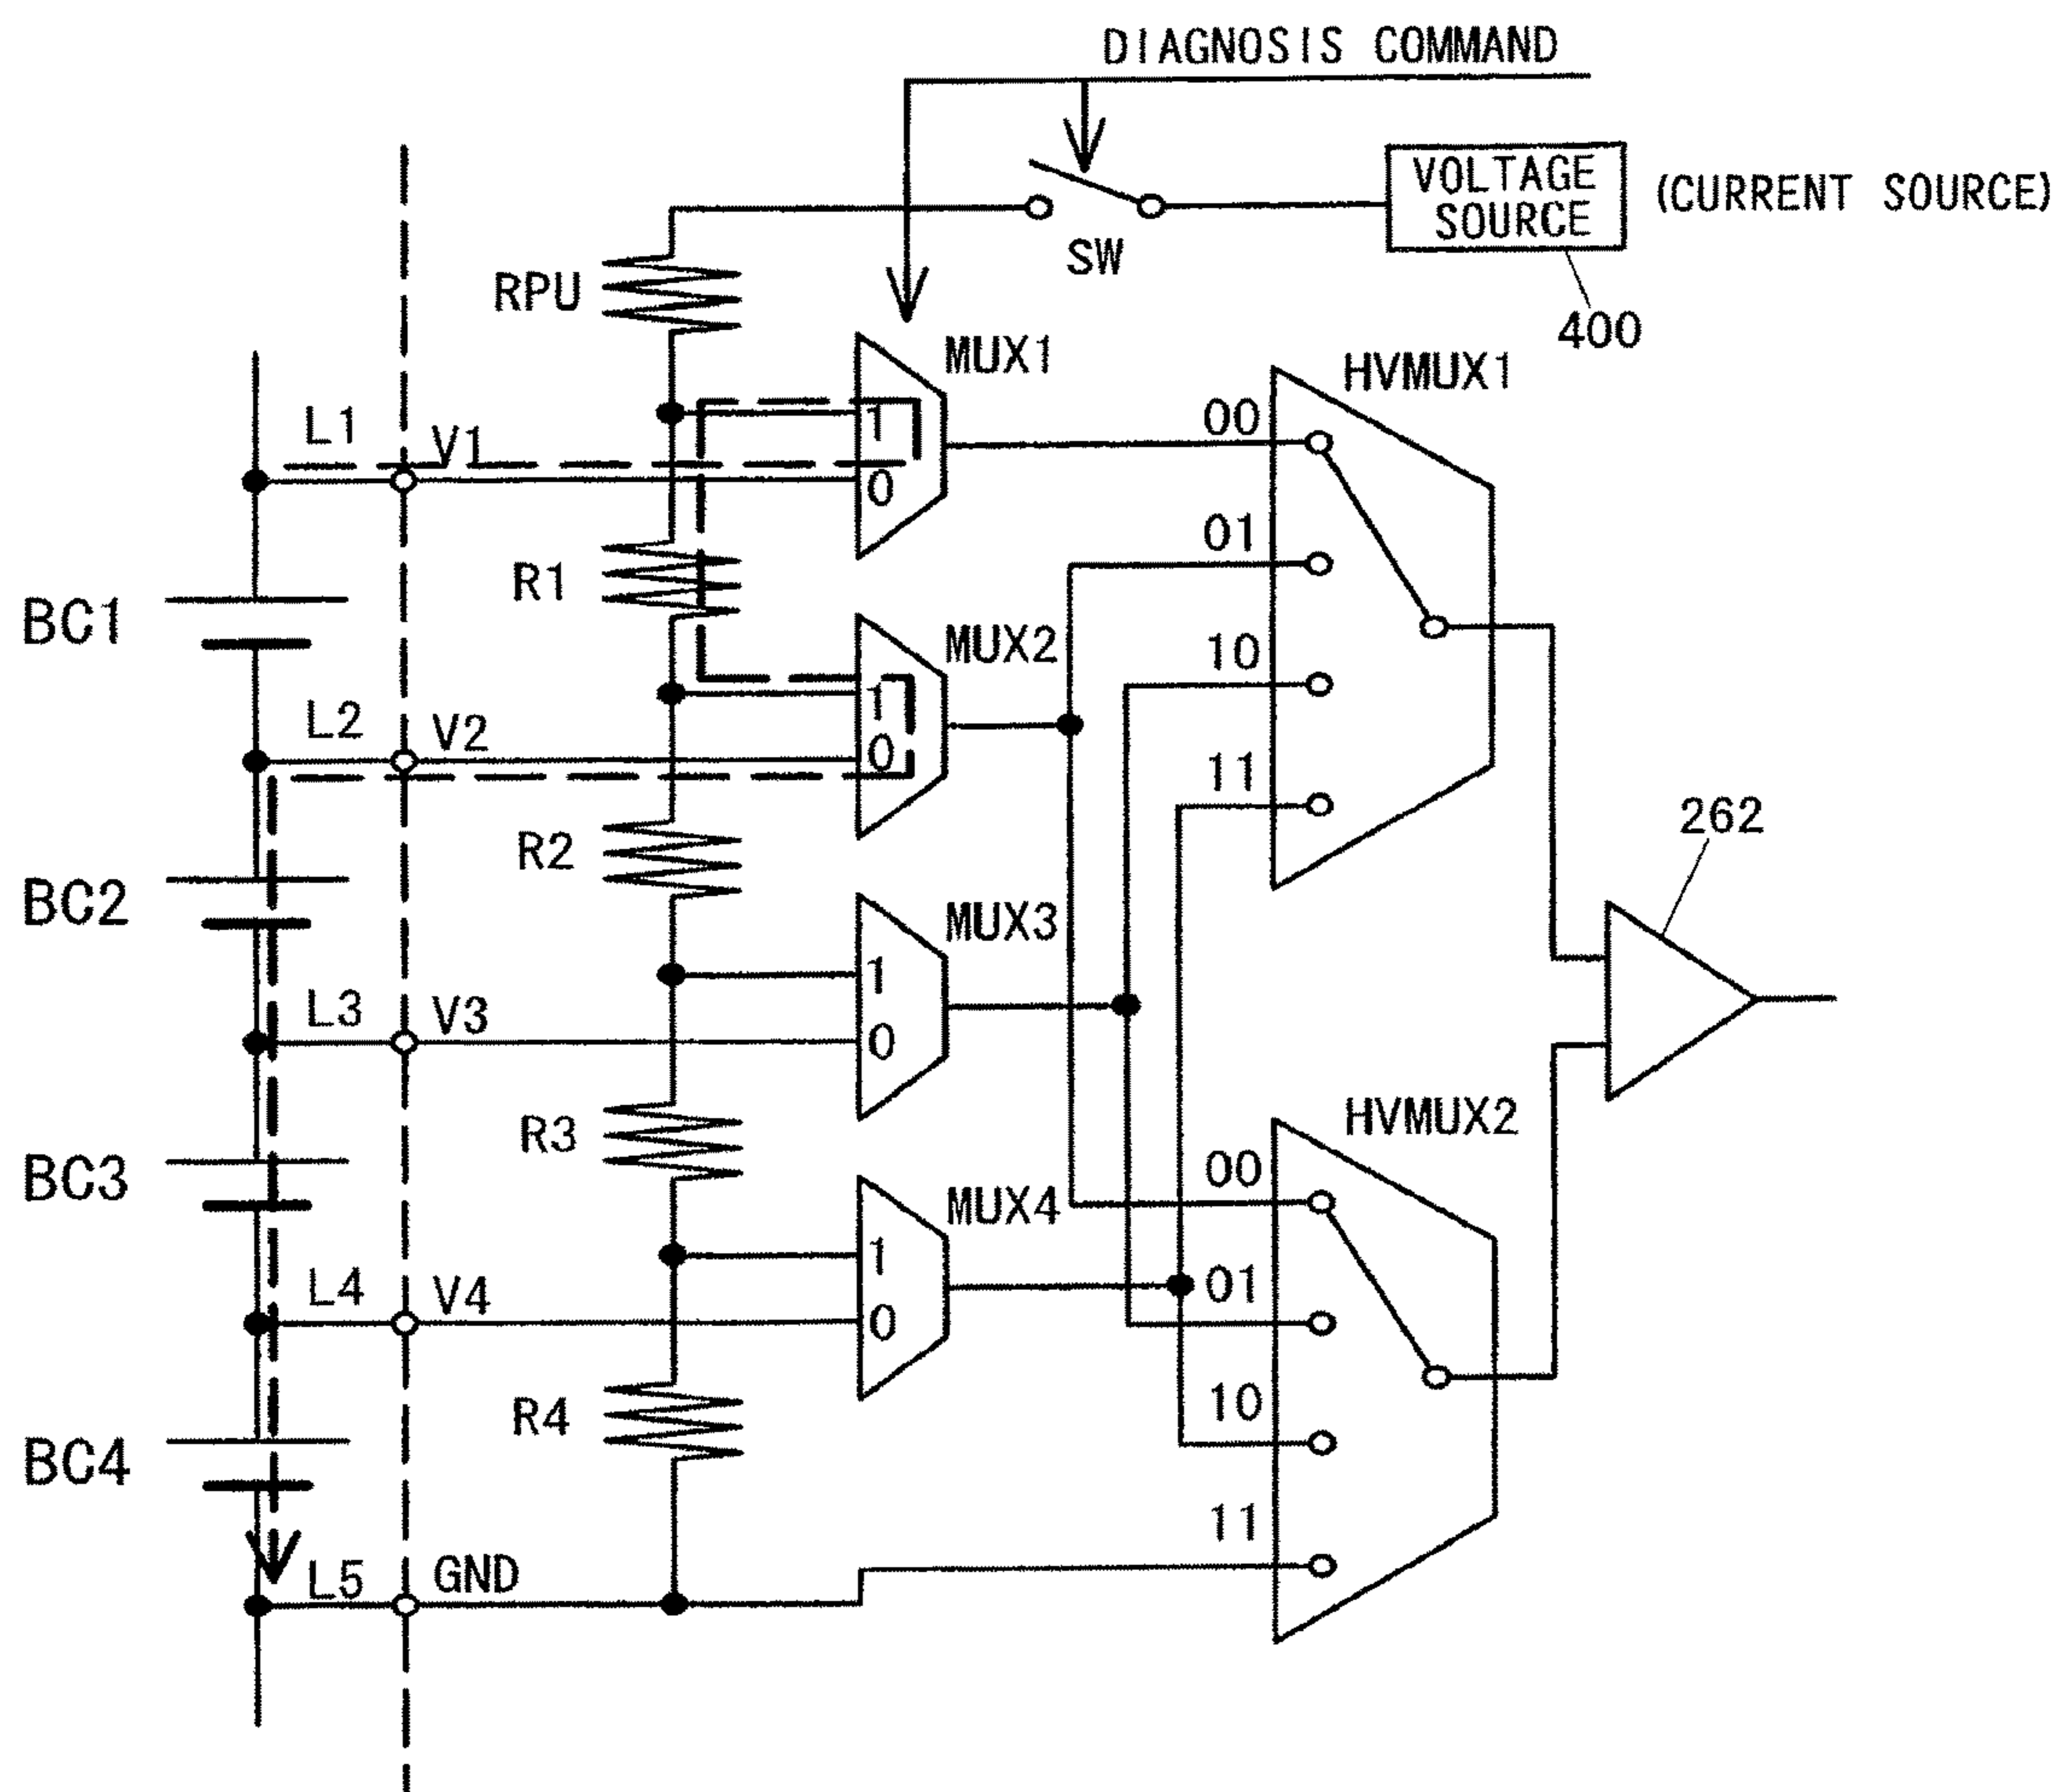 DIAGNOSIS COMMAND
VOLTAGE
SOURCE
(CURRENT SOURCE)
SW
400
RPU
MUX1
1
0
HVMUX1
00
01
10
11
L1
V1
R1
BC1
MUX2
1
0
L2
V2
R2
BC2
262
MUX3
1
0
L3
V3
R3
BC3
HVMUX2
00
01
10
11
MUX4
1
0
L4
V4
R4
BC4
L5
GND